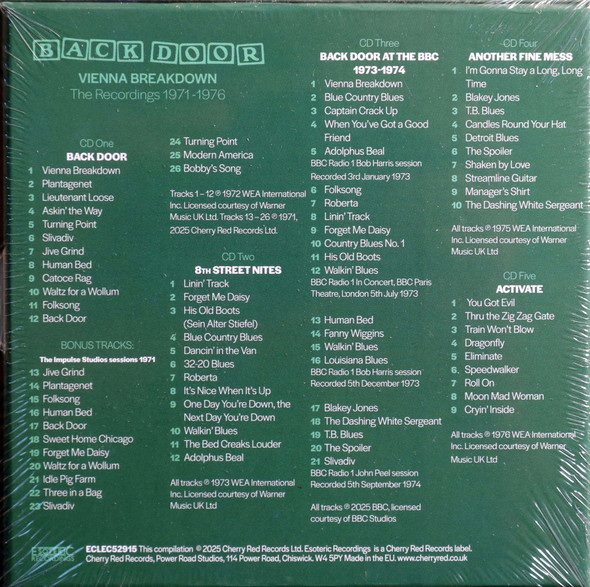 BACK DOOR
VIENNA BREAKDOWN
The Recordings 1971-1976
CD One
BACK DOOR
1 Vienna Breakdown
2 Plantagenet
3 Lieutenant Loose
4 Askin' the Way
5 Turning Point
6 Slivadiv
7 Jive Grind
8 Human Bed
9 Catcote Rag
10 Waltz for a Wollum
11 Folksong
12 Back Door
BONUS TRACKS:
The Impulse Studios sessions 1971
13 Jive Grind
14 Plantagenet
15 Folksong
16 Human Bed
17 Back Door
18 Sweet Home Chicago
19 Forget Me Daisy
20 Waltz for a Wollum
21 Idle Pig Farm
22 Three in a Bag
23 Slivadiv
24 Turning Point
25 Modern America
26 Bobby's Song
Tracks 1 – 12 ℗ 1972 WEA International
Inc. Licensed courtesy of Warner
Music UK Ltd. Tracks 13 – 26 ℗ 1971,
2025 Cherry Red Records Ltd.
CD Two
8TH STREET NITES
1 Linin' Track
2 Forget Me Daisy
3 His Old Boots
(Sein Alter Stiefel)
4 Blue Country Blues
5 Dancin' in the Van
6 32-20 Blues
7 Roberta
8 It's Nice When It's Up
9 One Day You're Down, the
Next Day You're Down
10 Walkin' Blues
11 The Bed Creaks Louder
12 Adolphus Beal
All tracks ℗ 1973 WEA International
Inc. Licensed courtesy of Warner
Music UK Ltd
CD Three
BACK DOOR AT THE BBC
1973-1974
1 Vienna Breakdown
2 Blue Country Blues
3 Captain Crack Up
4 When You've Got a Good
Friend
5 Adolphus Beal
BBC Radio 1 Bob Harris session
Recorded 3rd January 1973
6 Folksong
7 Roberta
8 Linin' Track
9 Forget Me Daisy
10 Country Blues No. 1
11 His Old Boots
12 Walkin' Blues
BBC Radio 1 In Concert, BBC Paris
Theatre, London 5th July 1973
13 Human Bed
14 Fanny Wiggins
15 Walkin' Blues
16 Louisiana Blues
BBC Radio 1 Bob Harris session
Recorded 5th December 1973
17 Blakey Jones
18 The Dashing White Sergeant
19 T.B. Blues
20 The Spoiler
21 Slivadiv
BBC Radio 1 John Peel session
Recorded 5th September 1974
All tracks ℗ 2025 BBC, licensed
courtesy of BBC Studios
CD Four
ANOTHER FINE MESS
1 I'm Gonna Stay a Long, Long
Time
2 Blakey Jones
3 T.B. Blues
4 Candles Round Your Hat
5 Detroit Blues
6 The Spoiler
7 Shaken by Love
8 Streamline Guitar
9 Manager's Shirt
10 The Dashing White Sergeant
All tracks ℗ 1975 WEA International
Inc. Licensed courtesy of Warner
Music UK Ltd
CD Five
ACTIVATE
1 You Got Evil
2 Thru the Zig Zag Gate
3 Train Won't Blow
4 Dragonfly
5 Eliminate
6. Speedwalker
7 Roll On
8 Moon Mad Woman
9 Cryin' Inside
All tracks ℗ 1976 WEA International
Inc. Licensed courtesy of Warner
Music UK Ltd
ESOTERIC
RECORDINGS
ECLEC52915 This compilation © 2025 Cherry Red Records Ltd. Esoteric Recordings is a Cherry Red Records label.
Cherry Red Records, Power Road Studios, 114 Power Road, Chiswick. W4 5PY Made in the EU. www.cherryred.co.uk